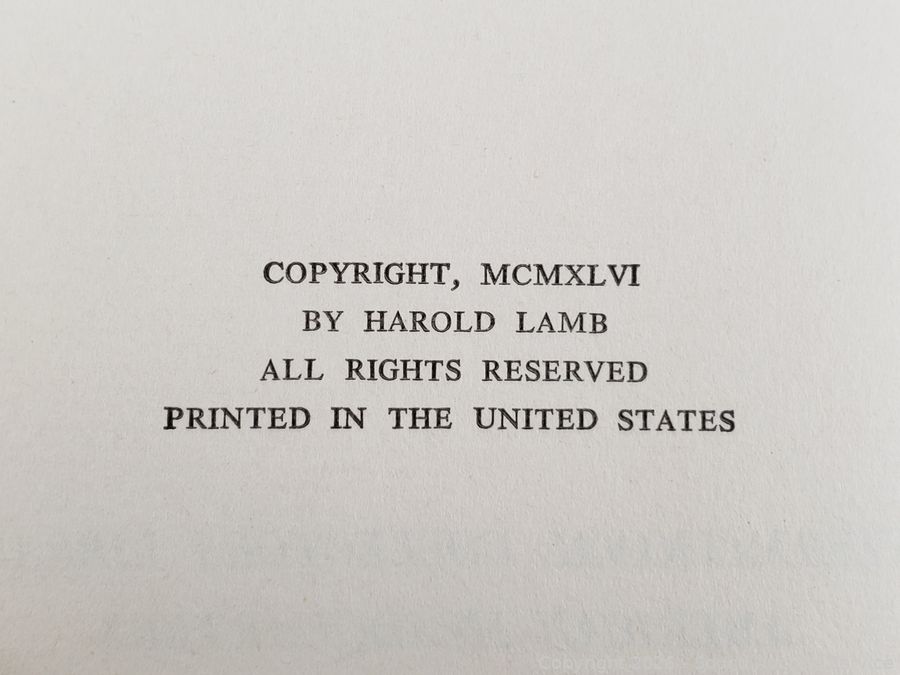 COPYRIGHT, MCMXLVI
BY HAROLD LAMB
ALL RIGHTS RESERVED
PRINTED IN THE UNITED STATES